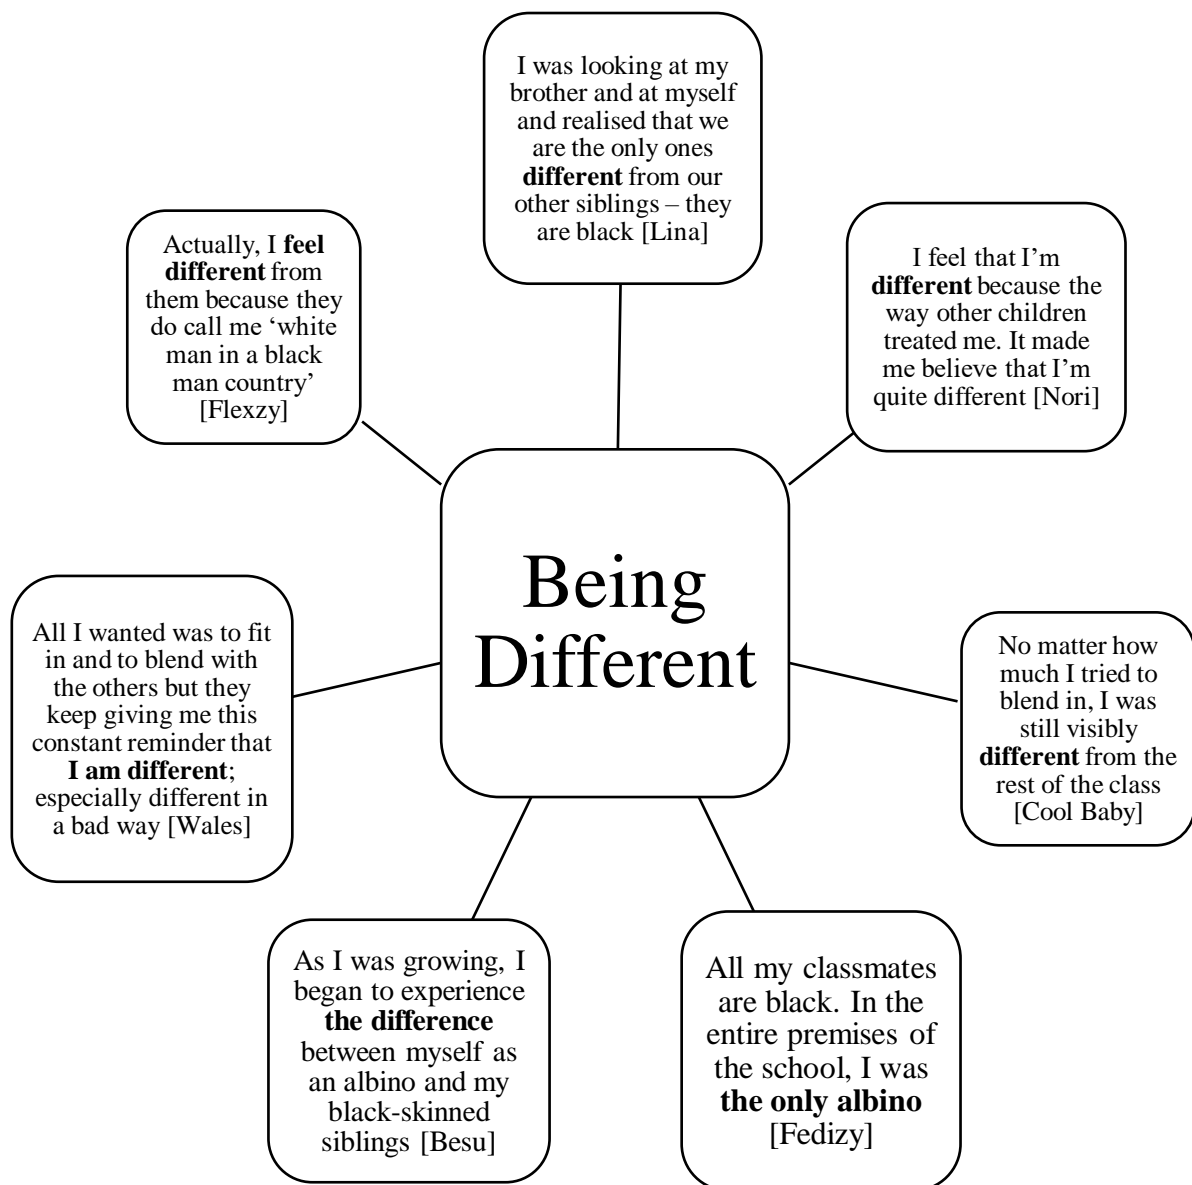 I was looking at my
brother and at myself
and realised that we
are the only ones
different from our
other siblings – they
are black [Lina]
I feel that I’m
different because the
way other children
treated me. It made
me believe that I’m
quite different [Nori]
No matter how
much I tried to
blend in, I was
still visibly
different from the
rest of the class
[Cool Baby]
All my classmates
are black. In the
entire premises of
the school, I was
the only albino
[Fedizy]
As I was growing, I
began to experience
the difference
between myself as
an albino and my
black-skinned
siblings [Besu]
All I wanted was to fit
in and to blend with
the others but they
keep giving me this
constant reminder that
I am different;
especially different in
a bad way [Wales]
Actually, I feel
different from
them because they
do call me ‘white
man in a black
man country’
[Flexzy]
Being
Different